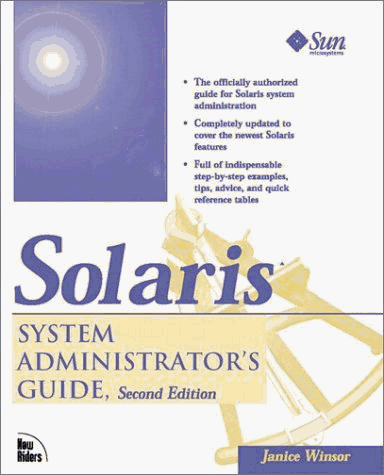 Sun
microsystems
• The officially authorized
guide for Solaris system
administration
• Completely updated to
cover the newest Solaris
features
• Full of indispensable
step-by-step examples,
tips, advice, and quick
reference tables
Solaris
SYSTEM
ADMINISTRATOR'S
GUIDE, Second Edition
New
Riders
Janice Winsor